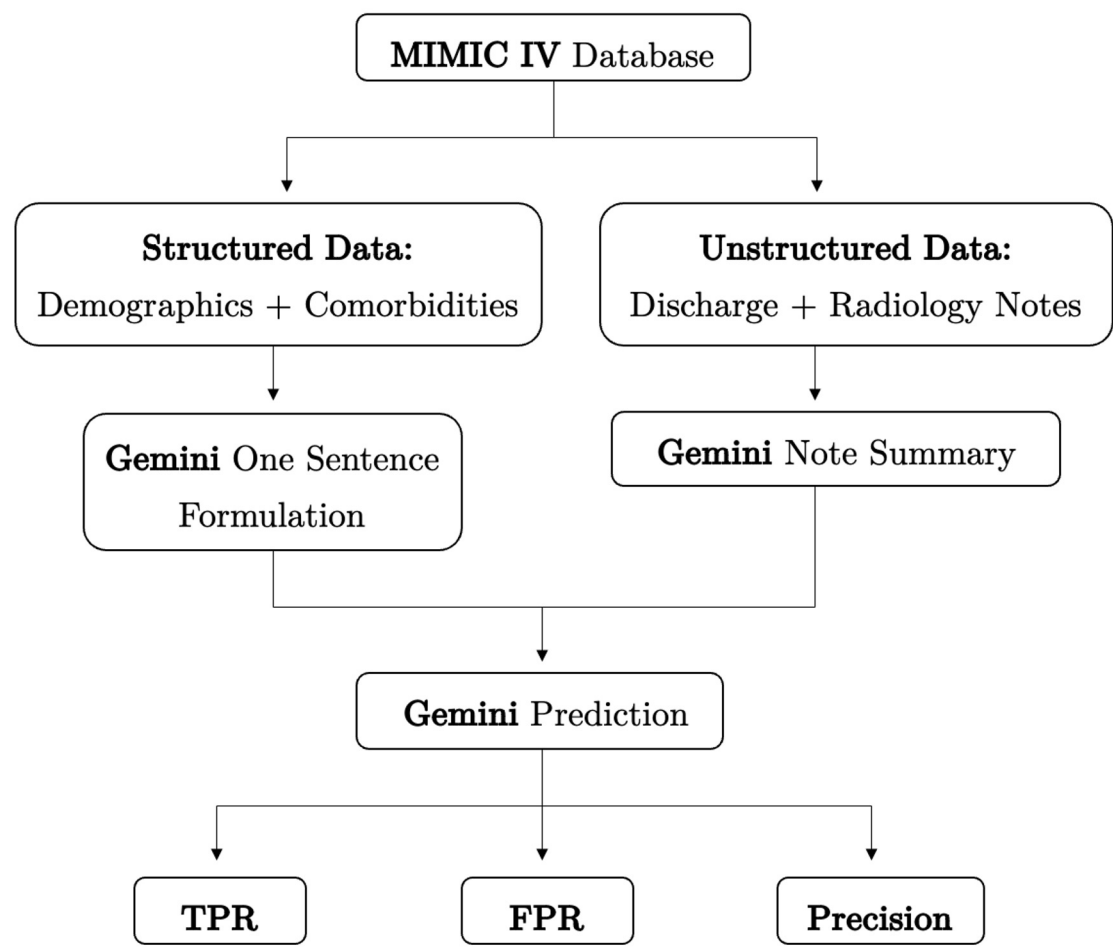 MIMIC IV Database
Structured Data:
Demographics + Comorbidities
Unstructured Data:
Discharge + Radiology Notes
Gemini One Sentence
Formulation
Gemini Note Summary
Gemini Prediction
TPR
FPR
Precision